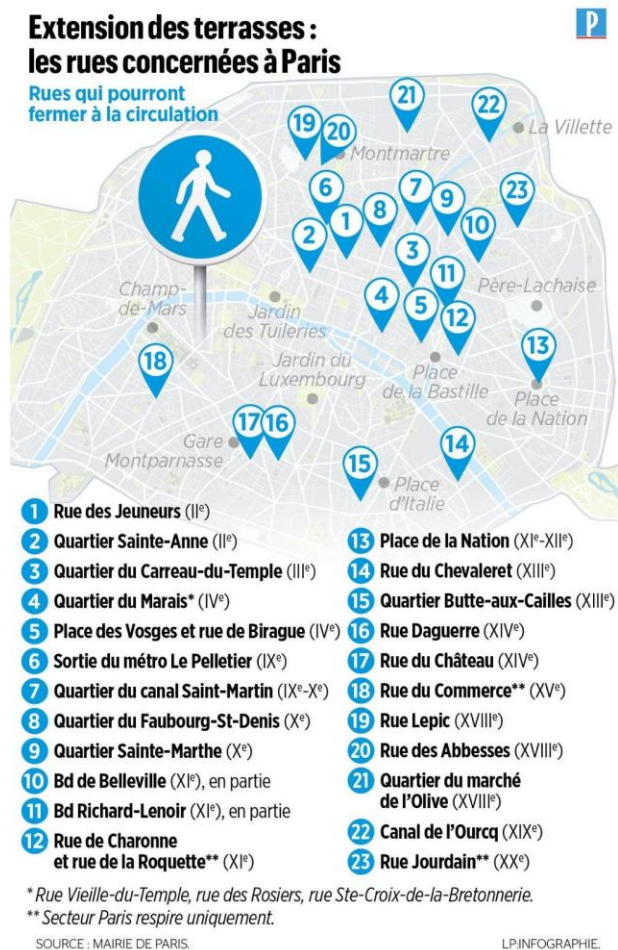 Extension des terrasses :
les rues concernées à Paris
P
Rues qui pourront
fermer à la circulation
21
22
La Villette
19
20
Montmartre
6
7
23
1
8
9
2
10
3
11
Champ-
de-Mars
Jardin
des Tuileries
4
5
12
Père-Lachaise
18
Jardin du
Luxembourg
Place
de la Bastille
13
Place
de la Nation
17
16
Gare
Montparnasse
15
14
Place
d'Italie
1 Rue des Jeuneurs (IIe)
2 Quartier Sainte-Anne (IIe)
3 Quartier du Carreau-du-Temple (IIIe)
4 Quartier du Marais* (IVe)
5 Place des Vosges et rue de Birague (IVe)
6 Sortie du métro Le Pelletier (IXe)
7 Quartier du canal Saint-Martin (IXe-Xe)
8 Quartier du Faubourg-St-Denis (Xe)
9 Quartier Sainte-Marthe (Xe)
10 Bd de Belleville (XIe), en partie
11 Bd Richard-Lenoir (XIe), en partie
12 Rue de Charonne
et rue de la Roquette** (XIe)
13 Place de la Nation (XIe-XIIe)
14 Rue du Chevaleret (XIIIe)
15 Quartier Butte-aux-Cailles (XIIIe)
16 Rue Daguerre (XIVe)
17 Rue du Château (XIVe)
18 Rue du Commerce** (XVe)
19 Rue Lepic (XVIIIe)
20 Rue des Abbesses (XVIIIe)
21 Quartier du marché
de l'Olive (XVIIIe)
22 Canal de l'Ourcq (XIXe)
23 Rue Jourdain** (XXe)
* Rue Vieille-du-Temple, rue des Rosiers, rue Ste-Croix-de-la-Bretonnerie.
** Secteur Paris respire uniquement.
SOURCE : MAIRIE DE PARIS.
LP/INFOGRAPHIE.